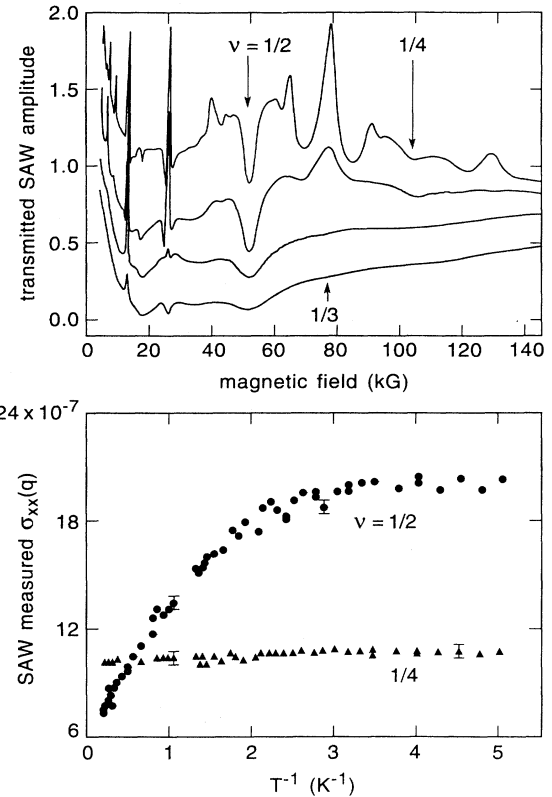 2.0
ν = 1/2
1/4
1.5
1.0
0.5
0.0
transmitted SAW amplitude
1/3
0 20 40 60 80 100 120 140
magnetic field (kG)
24 x 10-7
18
12
6
SAW measured σxx(q)
ν = 1/2
1/4
0 1 2 3 4 5
T-1 (K-1)